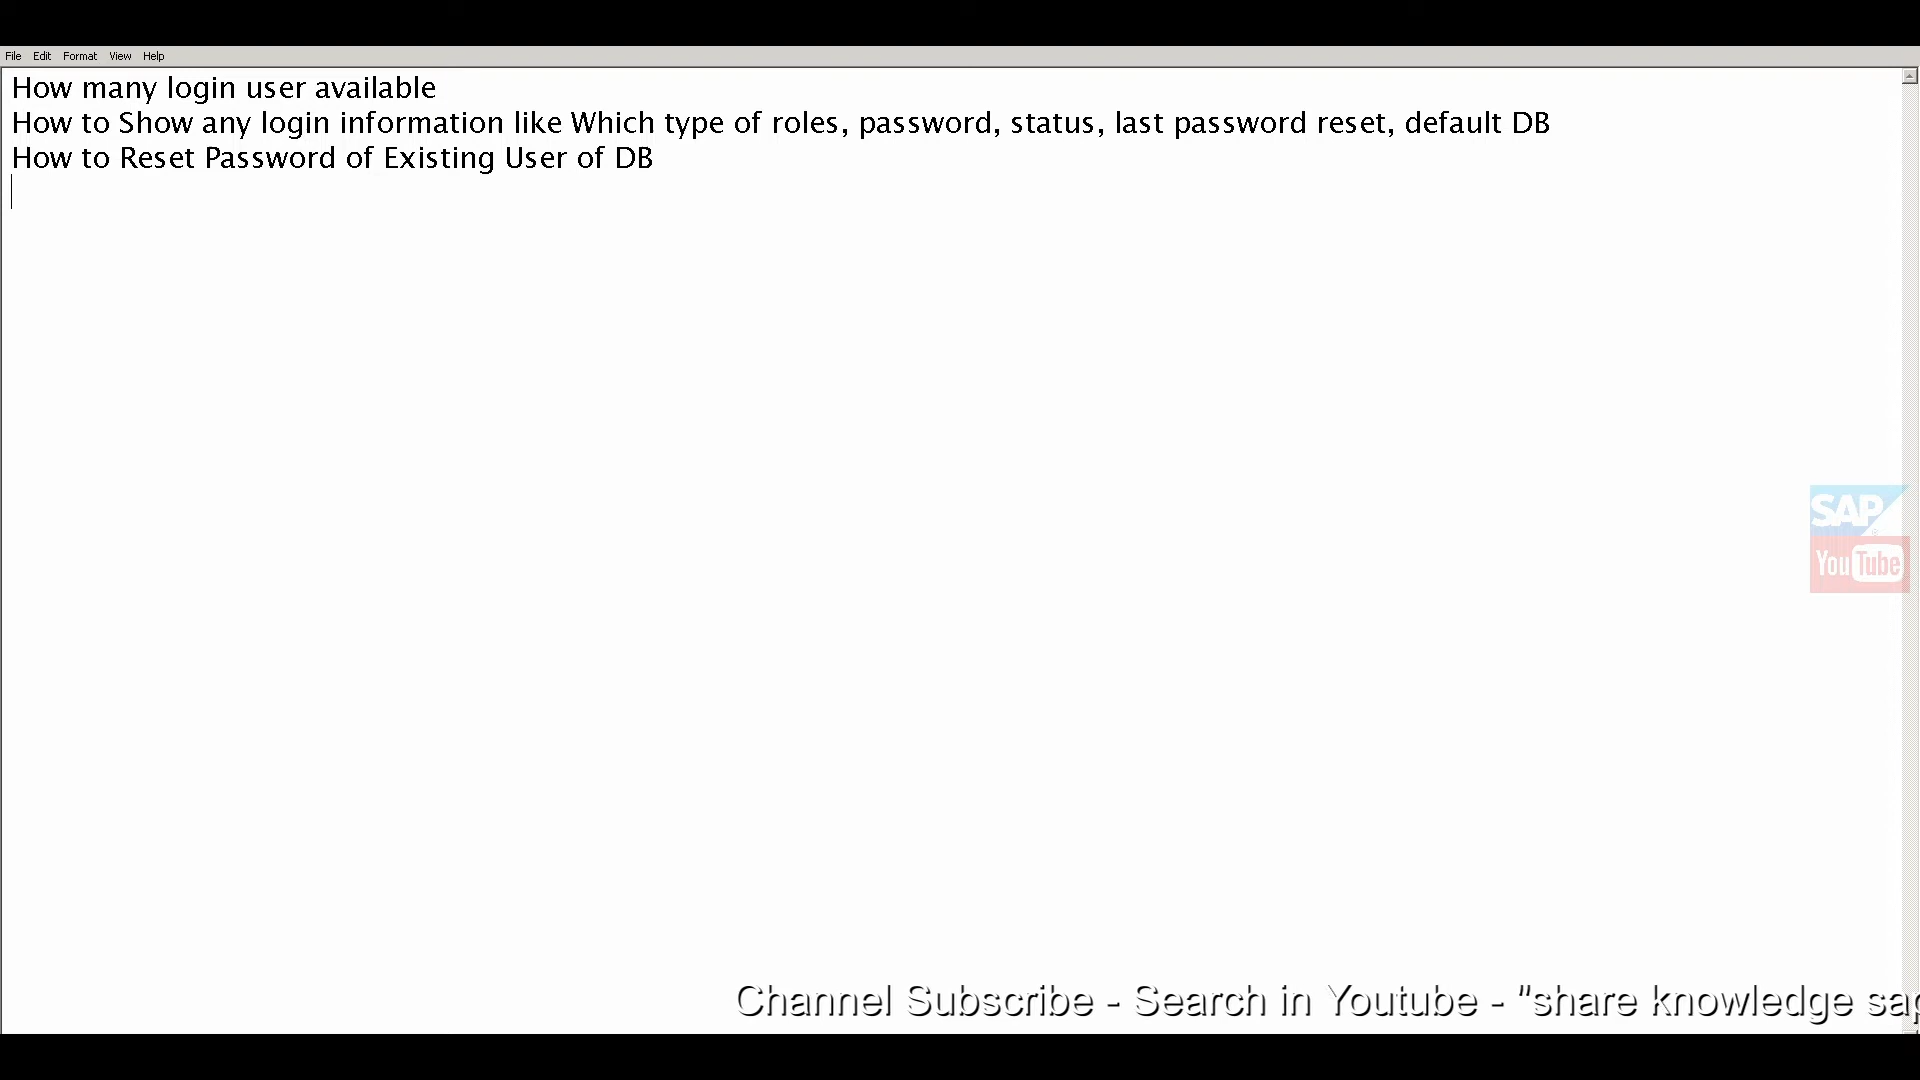 File Edit Format View Help
How many login user available
How to Show any login information like Which type of roles, password, status, last password reset, default DB
How to Reset Password of Existing User of DB
SAP
YouTube
Channel Subscribe - Search in Youtube - "share knowledge sap